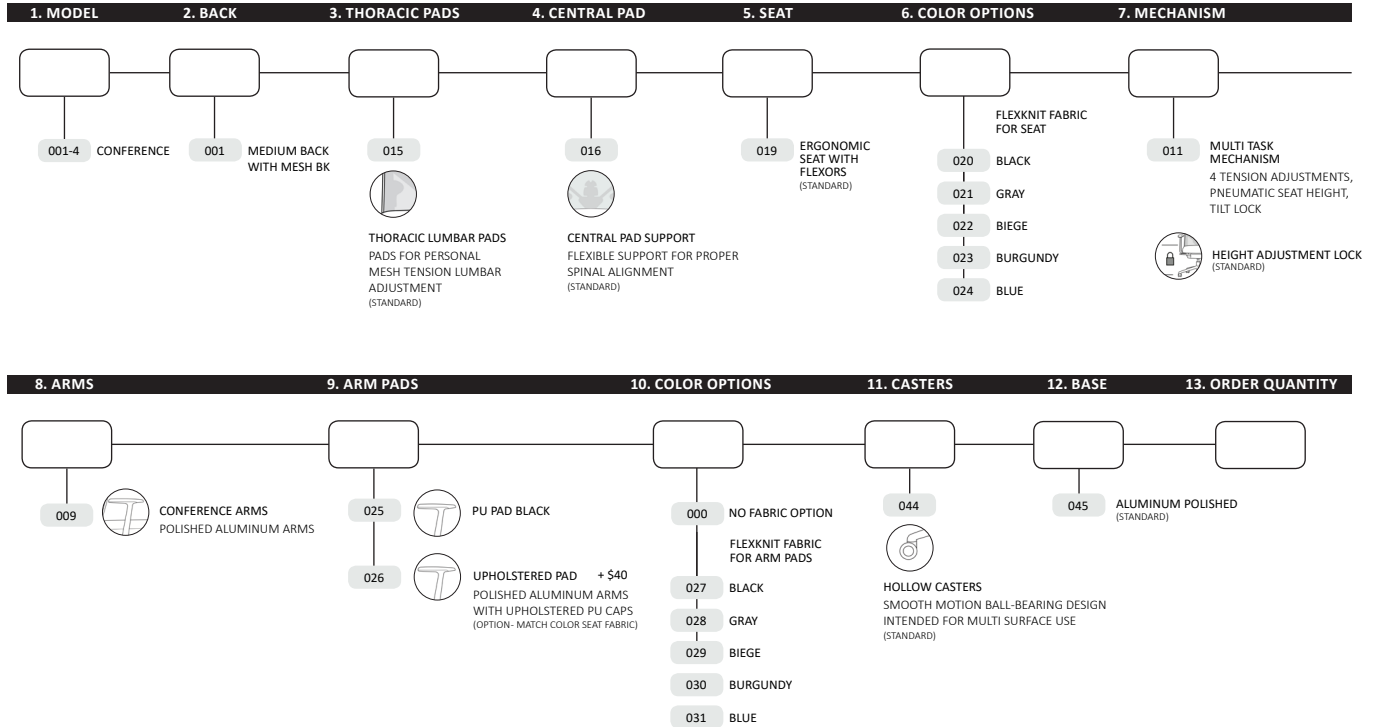 1. MODEL
2. BACK
3. THORACIC PADS
4. CENTRAL PAD
5. SEAT
6. COLOR OPTIONS
7. MECHANISM
001-4 CONFERENCE
001 MEDIUM BACK
WITH MESH BK
015
THORACIC LUMBAR PADS
PADS FOR PERSONAL
MESH TENSION LUMBAR
ADJUSTMENT
(STANDARD)
016
CENTRAL PAD SUPPORT
FLEXIBLE SUPPORT FOR PROPER
SPINAL ALIGNMENT
(STANDARD)
019 ERGONOMIC
SEAT WITH
FLEXORS
(STANDARD)
FLEXKNIT FABRIC
FOR SEAT
020 BLACK
021 GRAY
022 BIEGE
023 BURGUNDY
024 BLUE
011 MULTI TASK
MECHANISM
4 TENSION ADJUSTMENTS,
PNEUMATIC SEAT HEIGHT,
TILT LOCK
HEIGHT ADJUSTMENT LOCK
(STANDARD)
8. ARMS
9. ARM PADS
10. COLOR OPTIONS
11. CASTERS
12. BASE
13. ORDER QUANTITY
009 CONFERENCE ARMS
POLISHED ALUMINUM ARMS
025 PU PAD BLACK
026 UPHOLSTERED PAD + $40
POLISHED ALUMINUM ARMS
WITH UPHOLSTERED PU CAPS
(OPTION- MATCH COLOR SEAT FABRIC)
000 NO FABRIC OPTION
FLEXKNIT FABRIC
FOR ARM PADS
027 BLACK
028 GRAY
029 BIEGE
030 BURGUNDY
031 BLUE
044
HOLLOW CASTERS
SMOOTH MOTION BALL-BEARING DESIGN
INTENDED FOR MULTI SURFACE USE
(STANDARD)
045 ALUMINUM POLISHED
(STANDARD)